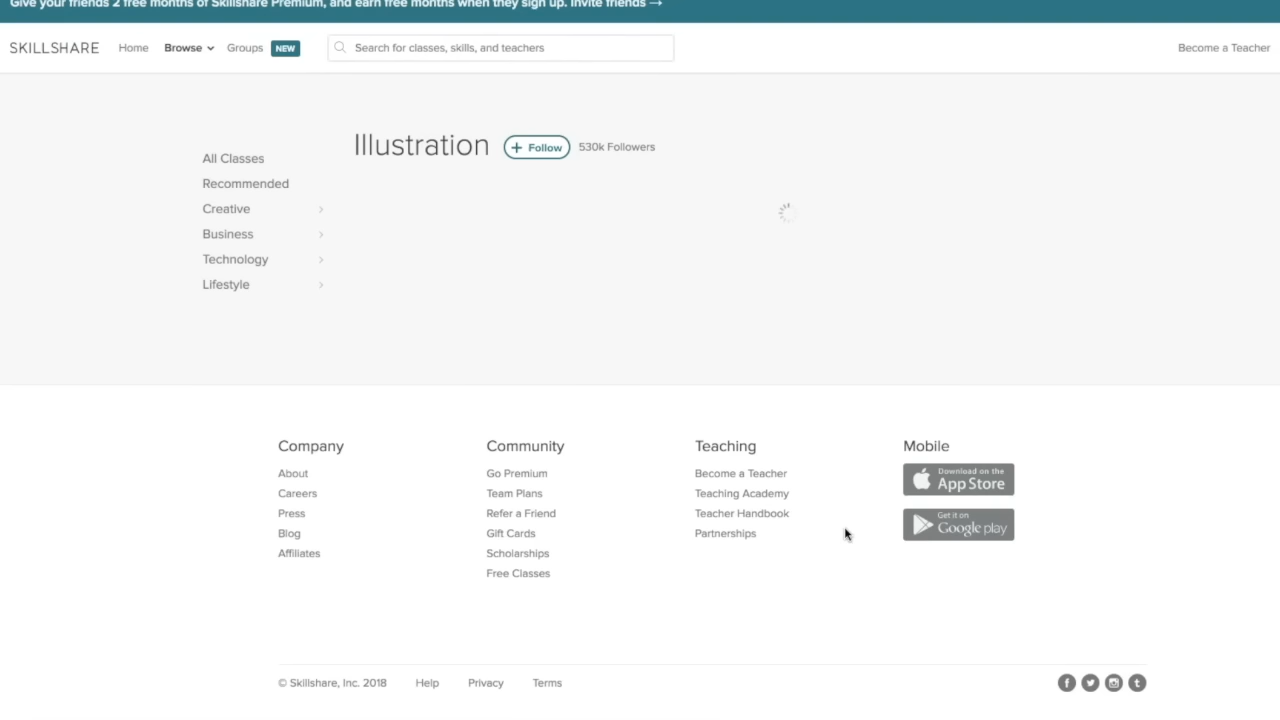 Give your friends 2 free months of Skillshare Premium, and earn free months when they sign up. Invite friends →
SKILLSHARE Home Browse Groups NEW Search for classes, skills, and teachers Become a Teacher
Illustration + Follow 530k Followers
All Classes
Recommended
Creative
Business
Technology
Lifestyle
Company
About
Careers
Press
Blog
Affiliates
Community
Go Premium
Team Plans
Refer a Friend
Gift Cards
Scholarships
Free Classes
Teaching
Become a Teacher
Teaching Academy
Teacher Handbook
Partnerships
Mobile
Download on the
App Store
Get it on
Google play
© Skillshare, Inc. 2018 Help Privacy Terms